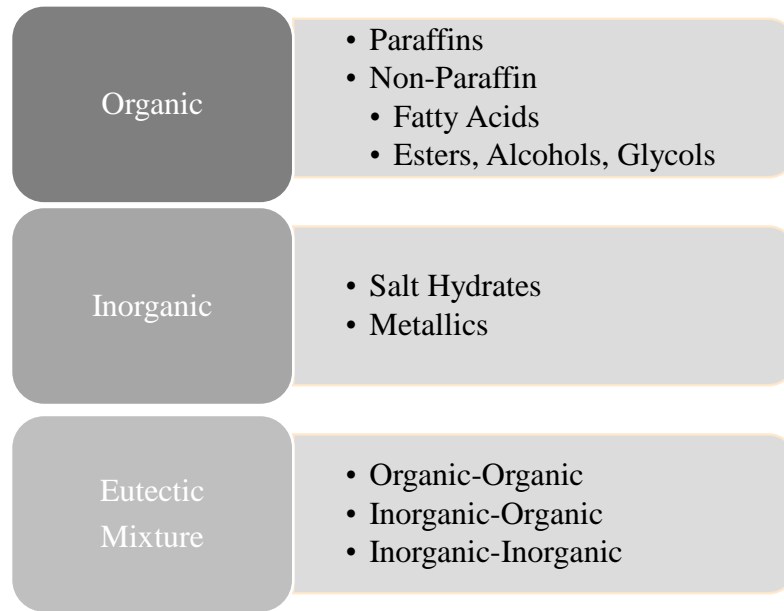 Organic
• Paraffins
• Non-Paraffin
• Fatty Acids
• Esters, Alcohols, Glycols
Inorganic
• Salt Hydrates
• Metallics
Eutectic
Mixture
• Organic-Organic
• Inorganic-Organic
• Inorganic-Inorganic